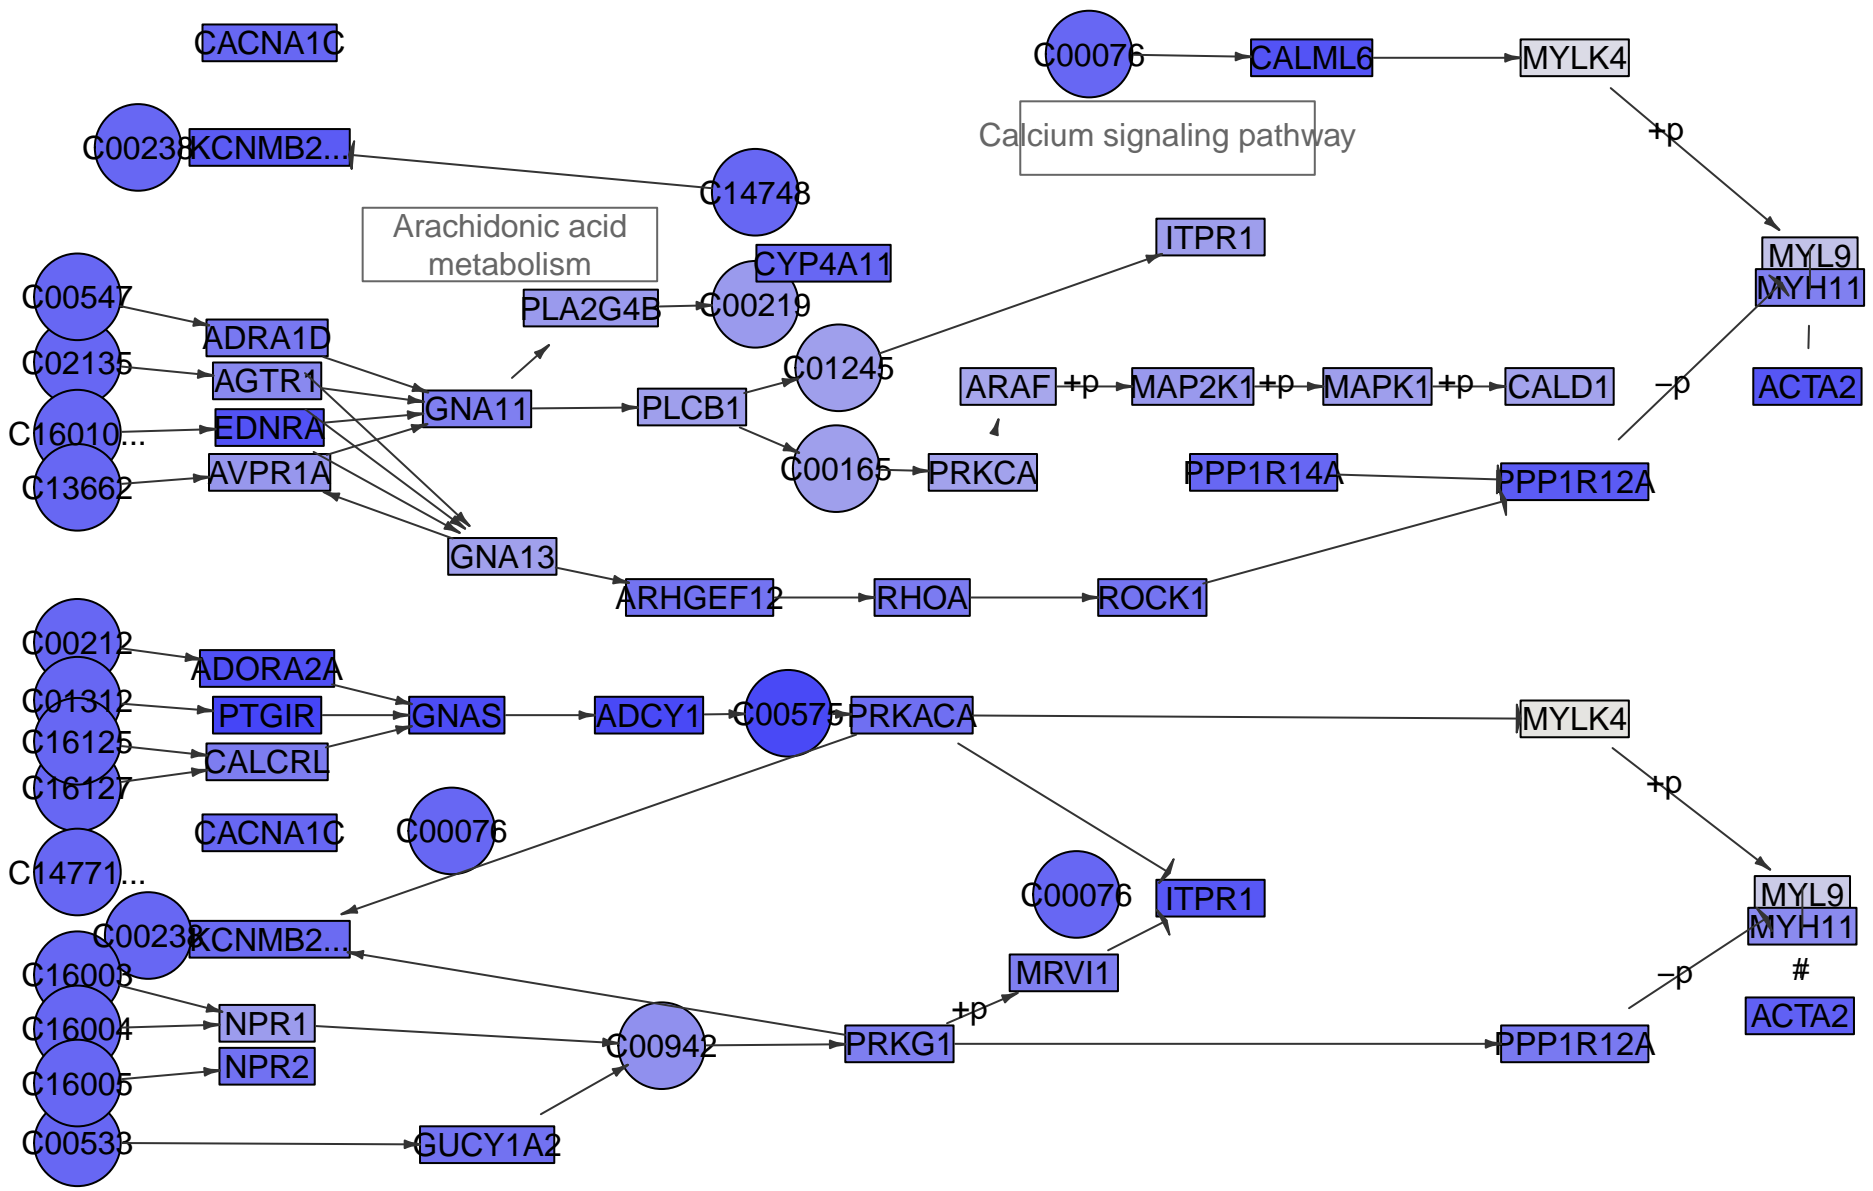 CACNA1C
C00076
CALML6
MYLK4
+p
Calcium signaling pathway
C00238
KCNMB2...
C14748
Arachidonic acid
metabolism
ITPR1
MYL9
MYH11
CYP4A11
C00547
PLA2G4B
C00219
ADRA1D
C02135
AGTR1
C01245
ARAF
+p
MAP2K1
+p
MAPK1
+p
CALD1
–p
ACTA2
GNA11
PLCB1
C16010...
EDNRA
C13662
AVPR1A
C00165
PRKCA
PPP1R14A
PPP1R12A
GNA13
ARHGEF12
RHOA
ROCK1
C00212
ADORA2A
C01312
PTGIR
GNAS
ADCY1
C00575
PRKACA
MYLK4
C16125
CALCRL
C16127
+p
CACNA1C
C00076
C14771...
C00076
ITPR1
MYL9
MYH11
C00238
KCNMB2...
C16003
MRVI1
–p
#
+p
ACTA2
C16004
NPR1
C00942
PRKG1
PPP1R12A
C16005
NPR2
C00533
GUCY1A2